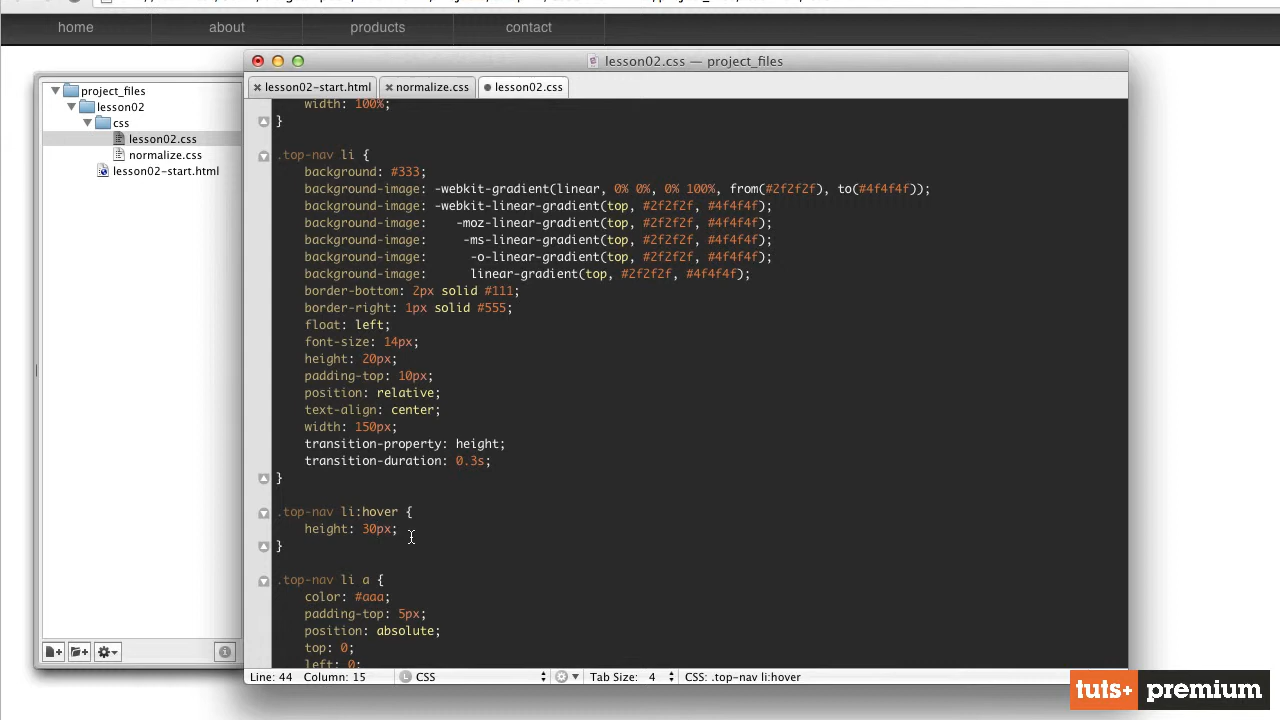 home about products contact
lesson02.css — project_files
project_files
lesson02
css
lesson02.css
normalize.css
lesson02-start.html
lesson02-start.html normalize.css lesson02.css
width: 100%;
}
.top-nav li {
background: #333;
background-image: -webkit-gradient(linear, 0% 0%, 0% 100%, from(#2f2f2f), to(#4f4f4f));
background-image: -webkit-linear-gradient(top, #2f2f2f, #4f4f4f);
background-image: -moz-linear-gradient(top, #2f2f2f, #4f4f4f);
background-image: -ms-linear-gradient(top, #2f2f2f, #4f4f4f);
background-image: -o-linear-gradient(top, #2f2f2f, #4f4f4f);
background-image: linear-gradient(top, #2f2f2f, #4f4f4f);
border-bottom: 2px solid #111;
border-right: 1px solid #555;
float: left;
font-size: 14px;
height: 20px;
padding-top: 10px;
position: relative;
text-align: center;
width: 150px;
transition-property: height;
transition-duration: 0.3s;
}
.top-nav li:hover {
height: 30px;
}
.top-nav li a {
color: #aaa;
padding-top: 5px;
position: absolute;
top: 0;
left: 0;
Line: 44 Column: 15 CSS Tab Size: 4 CSS: .top-nav li:hover
tuts+ premium